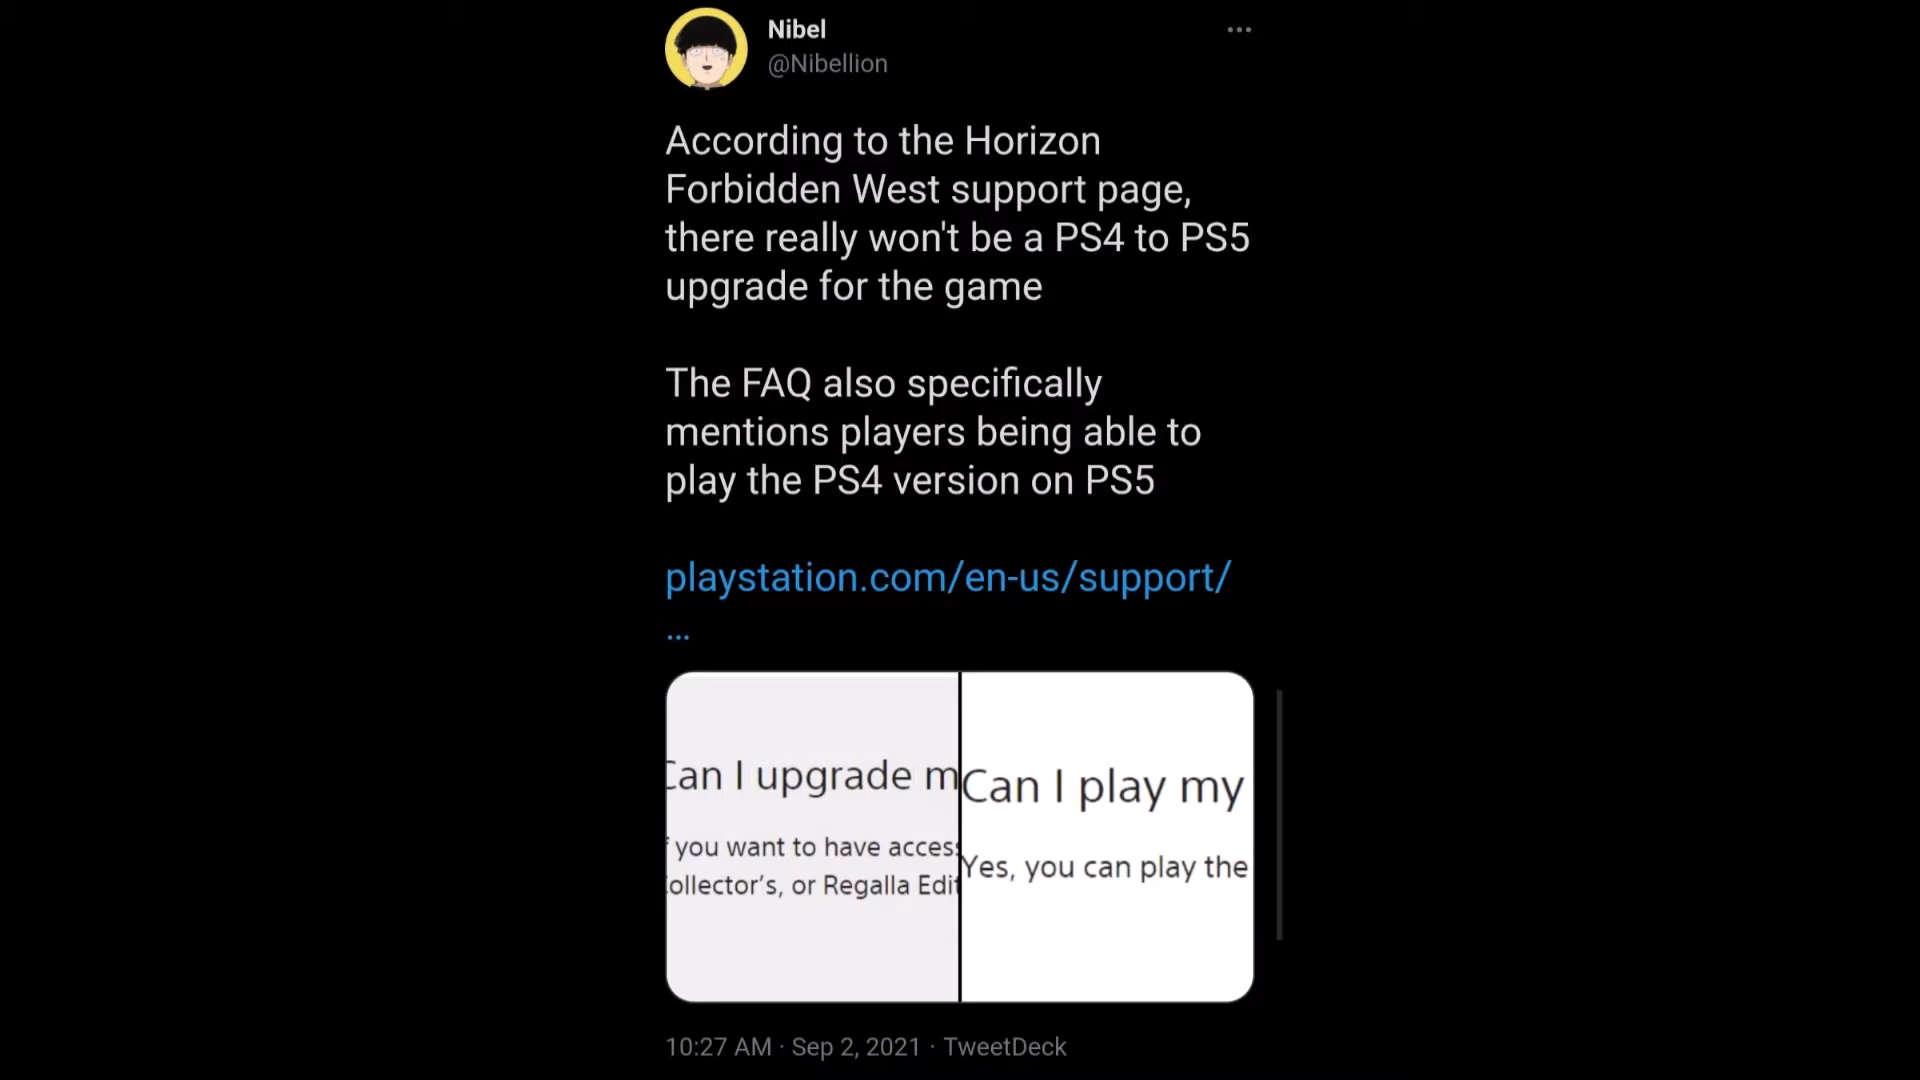 Nibel
@Nibellion
According to the Horizon
Forbidden West support page,
there really won't be a PS4 to PS5
upgrade for the game
The FAQ also specifically
mentions players being able to
play the PS4 version on PS5
playstation.com/en-us/support/
…
Can I upgrade m
you want to have access
ollector's, or Regalla Edit
Can I play my
Yes, you can play the
10:27 AM · Sep 2, 2021 · TweetDeck